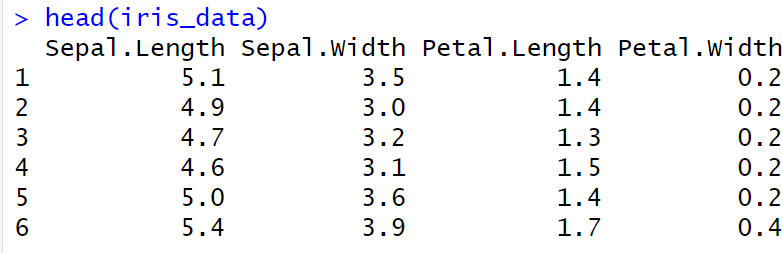 > head(iris_data)
  Sepal.Length Sepal.Width Petal.Length Petal.Width
1          5.1         3.5          1.4         0.2
2          4.9         3.0          1.4         0.2
3          4.7         3.2          1.3         0.2
4          4.6         3.1          1.5         0.2
5          5.0         3.6          1.4         0.2
6          5.4         3.9          1.7         0.4